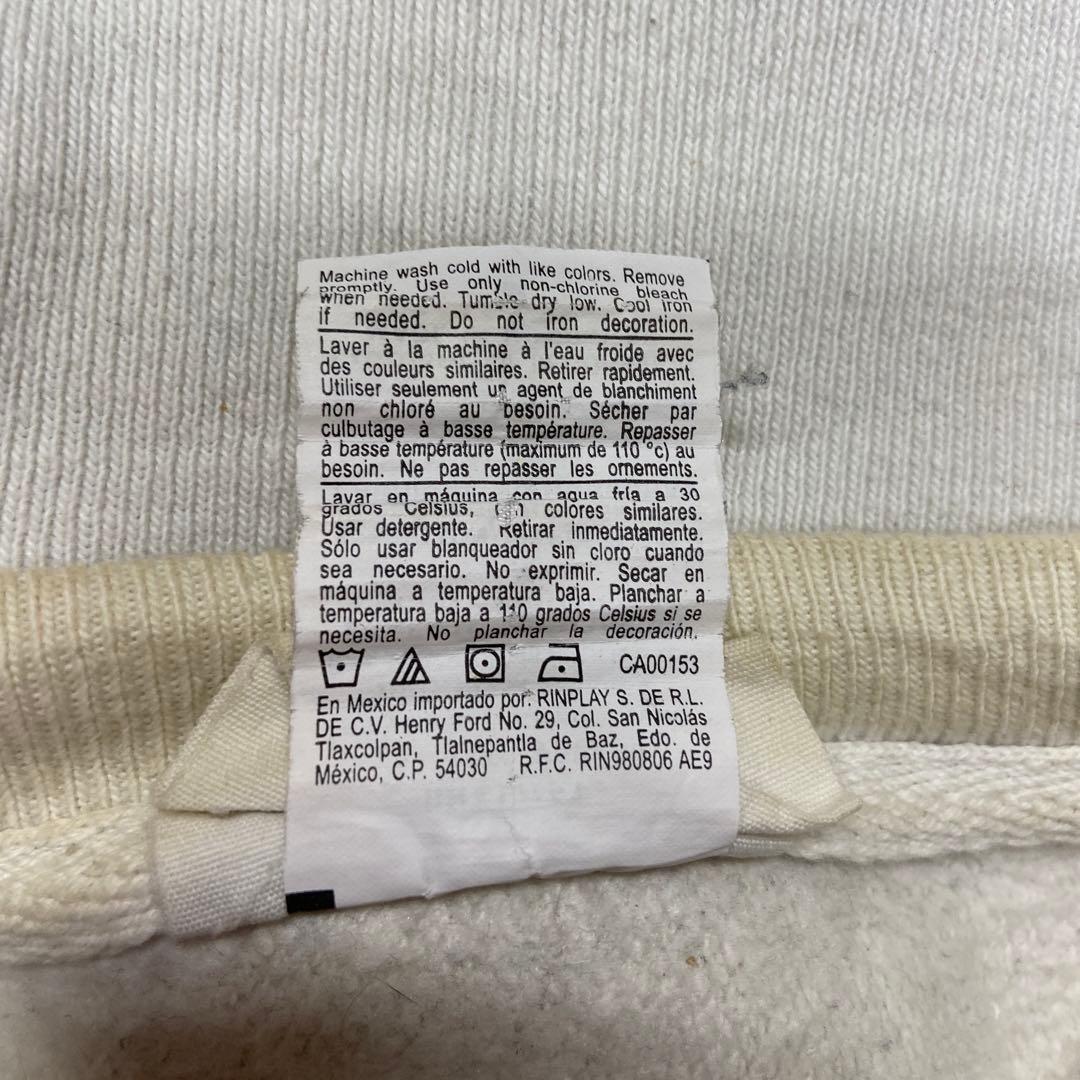 Machine wash cold with like colors. Remove
promptly. Use only non-chlorine bleach
when needed. Tumble dry low. Cool iron
if needed. Do not iron decoration.
Laver à la machine à l'eau froide avec
des couleurs similaires. Retirer rapidement.
Utiliser seulement un agent de blanchiment
non chloré au besoin. Sécher par
culbutage à basse température. Repasser
à basse température (maximum de 110 °c) au
besoin. Ne pas repasser les ornements.
Lavar en máquina con agua fría a 30
grados Celsius, con colores similares.
Usar detergente. Retirar inmediatamente.
Sólo usar blanqueador sin cloro cuando
sea necesario. No exprimir. Secar en
máquina a temperatura baja. Planchar a
temperatura baja a 110 grados Celsius si se
necesita. No planchar la decoración.
CA00153
En Mexico importado por: RINPLAY S. DE R.L.
DE C.V. Henry Ford No. 29, Col. San Nicolás
Tlaxcolpan, Tlalnepantla de Baz, Edo. de
México, C.P. 54030 R.F.C. RIN980806 AE9